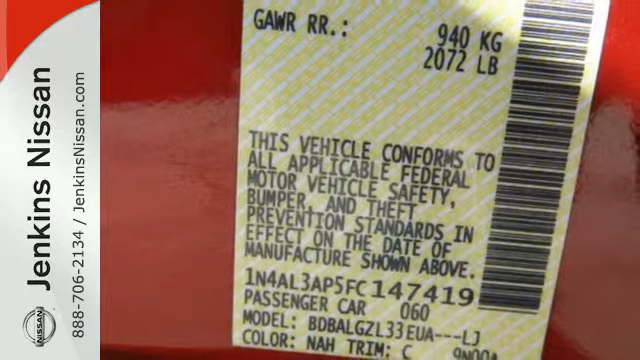 Jenkins Nissan
888-706-2134 / JenkinsNissan.com
NISSAN
GAWR RR.:
940 KG
2072 LB
THIS VEHICLE CONFORMS TO
ALL APPLICABLE FEDERAL
MOTOR VEHICLE SAFETY,
BUMPER, AND THEFT
PREVENTION STANDARDS IN
EFFECT ON THE DATE OF
MANUFACTURE SHOWN ABOVE.
1N4AL3AP5FC147419
PASSENGER CAR 060
MODEL: BDBALGZL33EUA---LJ
COLOR: NAH TRIM: C